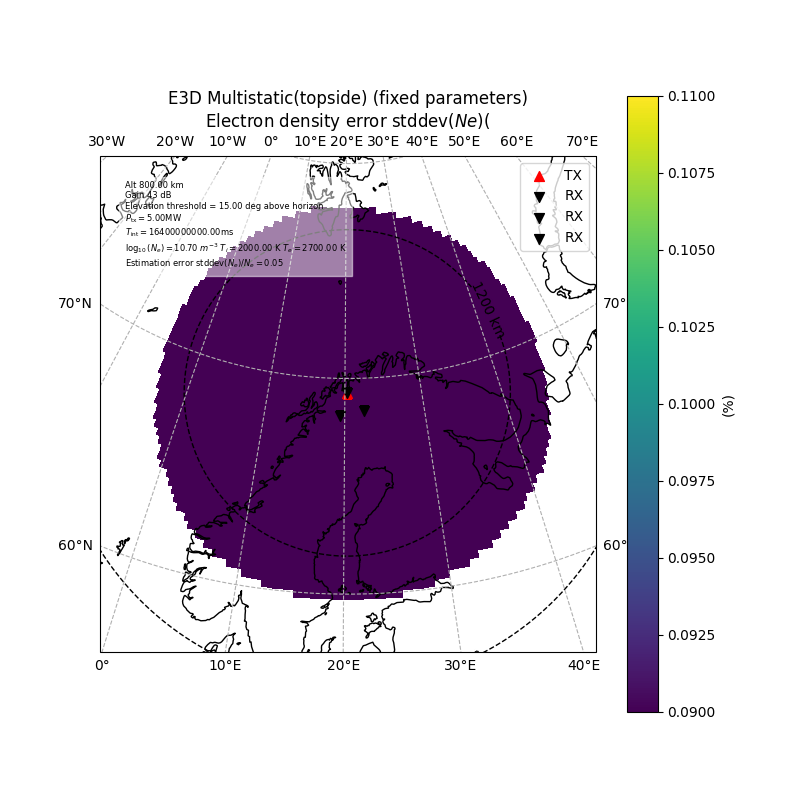 E3D Multistatic(topside) (fixed parameters)
Electron density error stddev(Ne)(
30°W 20°W 10°W 0° 10°E 20°E 30°E 40°E 50°E 60°E 70°E
TX
RX
RX
RX
Alt 800.00 km
Gain 43 dB
Elevation threshold = 15.00 deg above horizon
P_tx = 5.00MW
T_int = 16400000000.00ms
log₁₀(N_e) = 10.70 m⁻³ T_i = 2000.00 K T_e = 2700.00 K
Estimation error stddev(N_e)/N_e = 0.05
1200 km
70°N 70°
60°N 60°
0° 10°E 20°E 30°E 40°E
0.1100
0.1075
0.1050
0.1025
0.1000
0.0975
0.0950
0.0925
0.0900
(%)